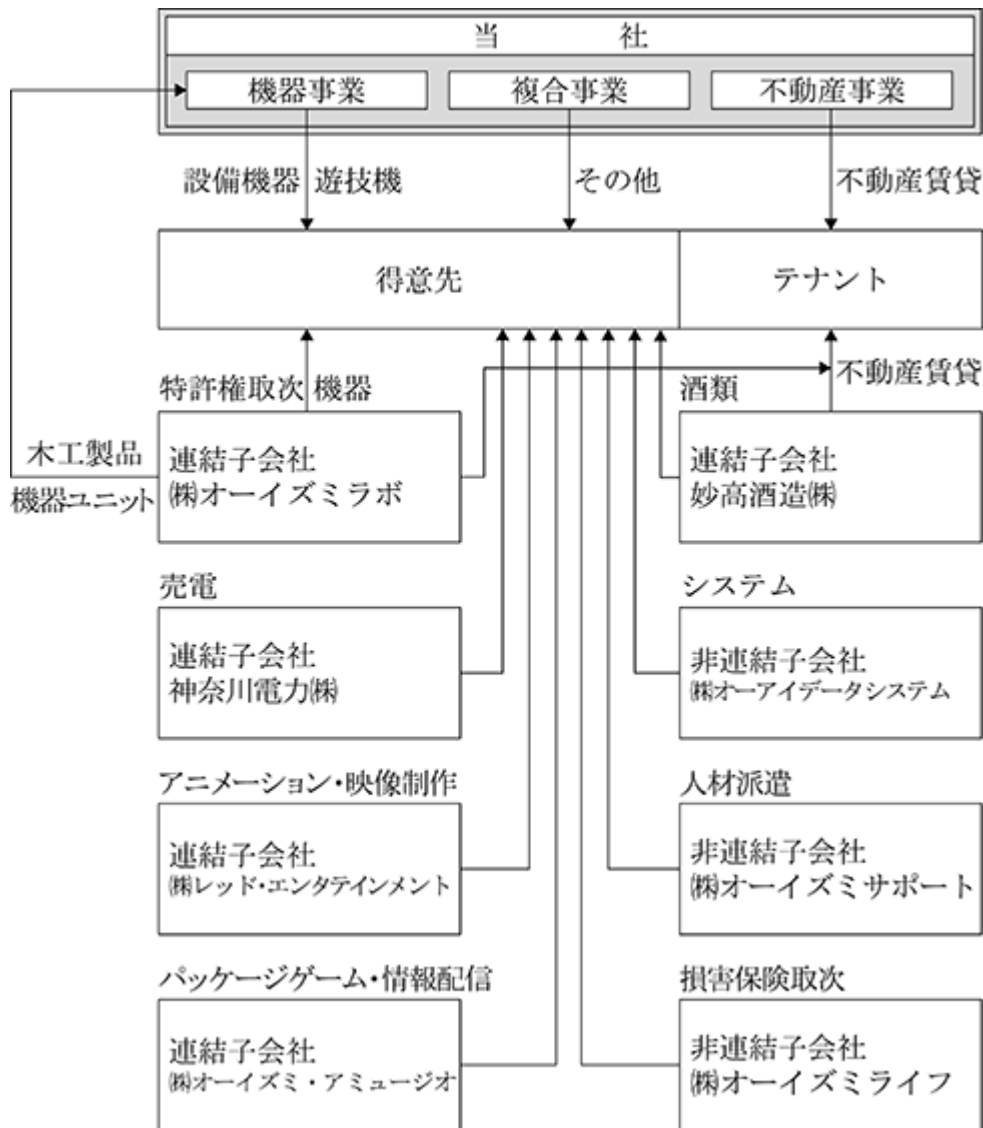 当 社
機器事業 複合事業 不動産事業
設備機器 遊技機 その他 不動産賃貸
得意先 テナント
特許権取次 機器 酒類 不動産賃貸
木工製品
機器ユニット
連結子会社
㈱オーイズミラボ
連結子会社
妙高酒造㈱
売電 システム
連結子会社
神奈川電力㈱
非連結子会社
㈱オーアイデータシステム
アニメーション・映像制作 人材派遣
連結子会社
㈱レッド・エンタテインメント
非連結子会社
㈱オーイズミサポート
パッケージゲーム・情報配信 損害保険取次
連結子会社
㈱オーイズミ・アミュージオ
非連結子会社
㈱オーイズミライフ